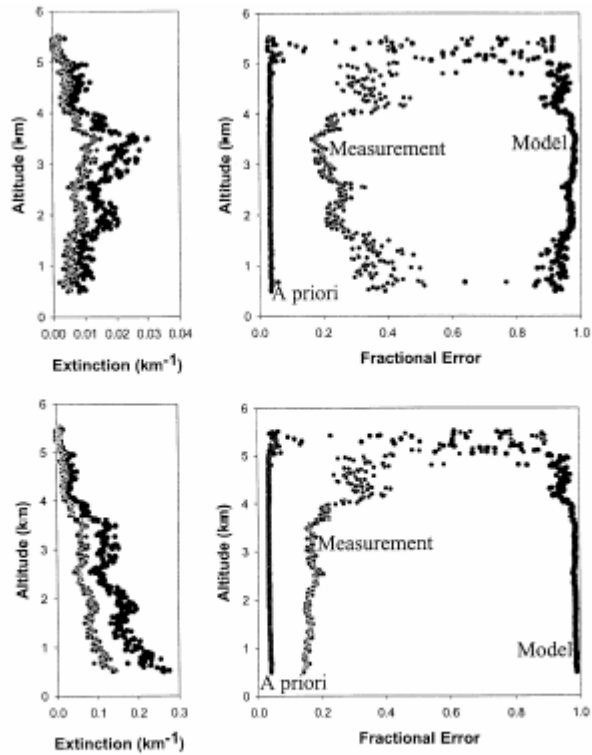 6
5
4
3
2
1
0
Altitude (km)
0.00 0.01 0.02 0.03 0.04
Extinction (km-1)
6
5
4
3
2
1
0
Altitude (km)
Measurement
Model
A priori
0.0 0.2 0.4 0.6 0.8 1.0
Fractional Error
6
5
4
3
2
1
0
Altitude (km)
0.0 0.1 0.2 0.3
Extinction (km-1)
6
5
4
3
2
1
0
Altitude (km)
Measurement
Model
A priori
0.0 0.2 0.4 0.6 0.8 1.0
Fractional Error